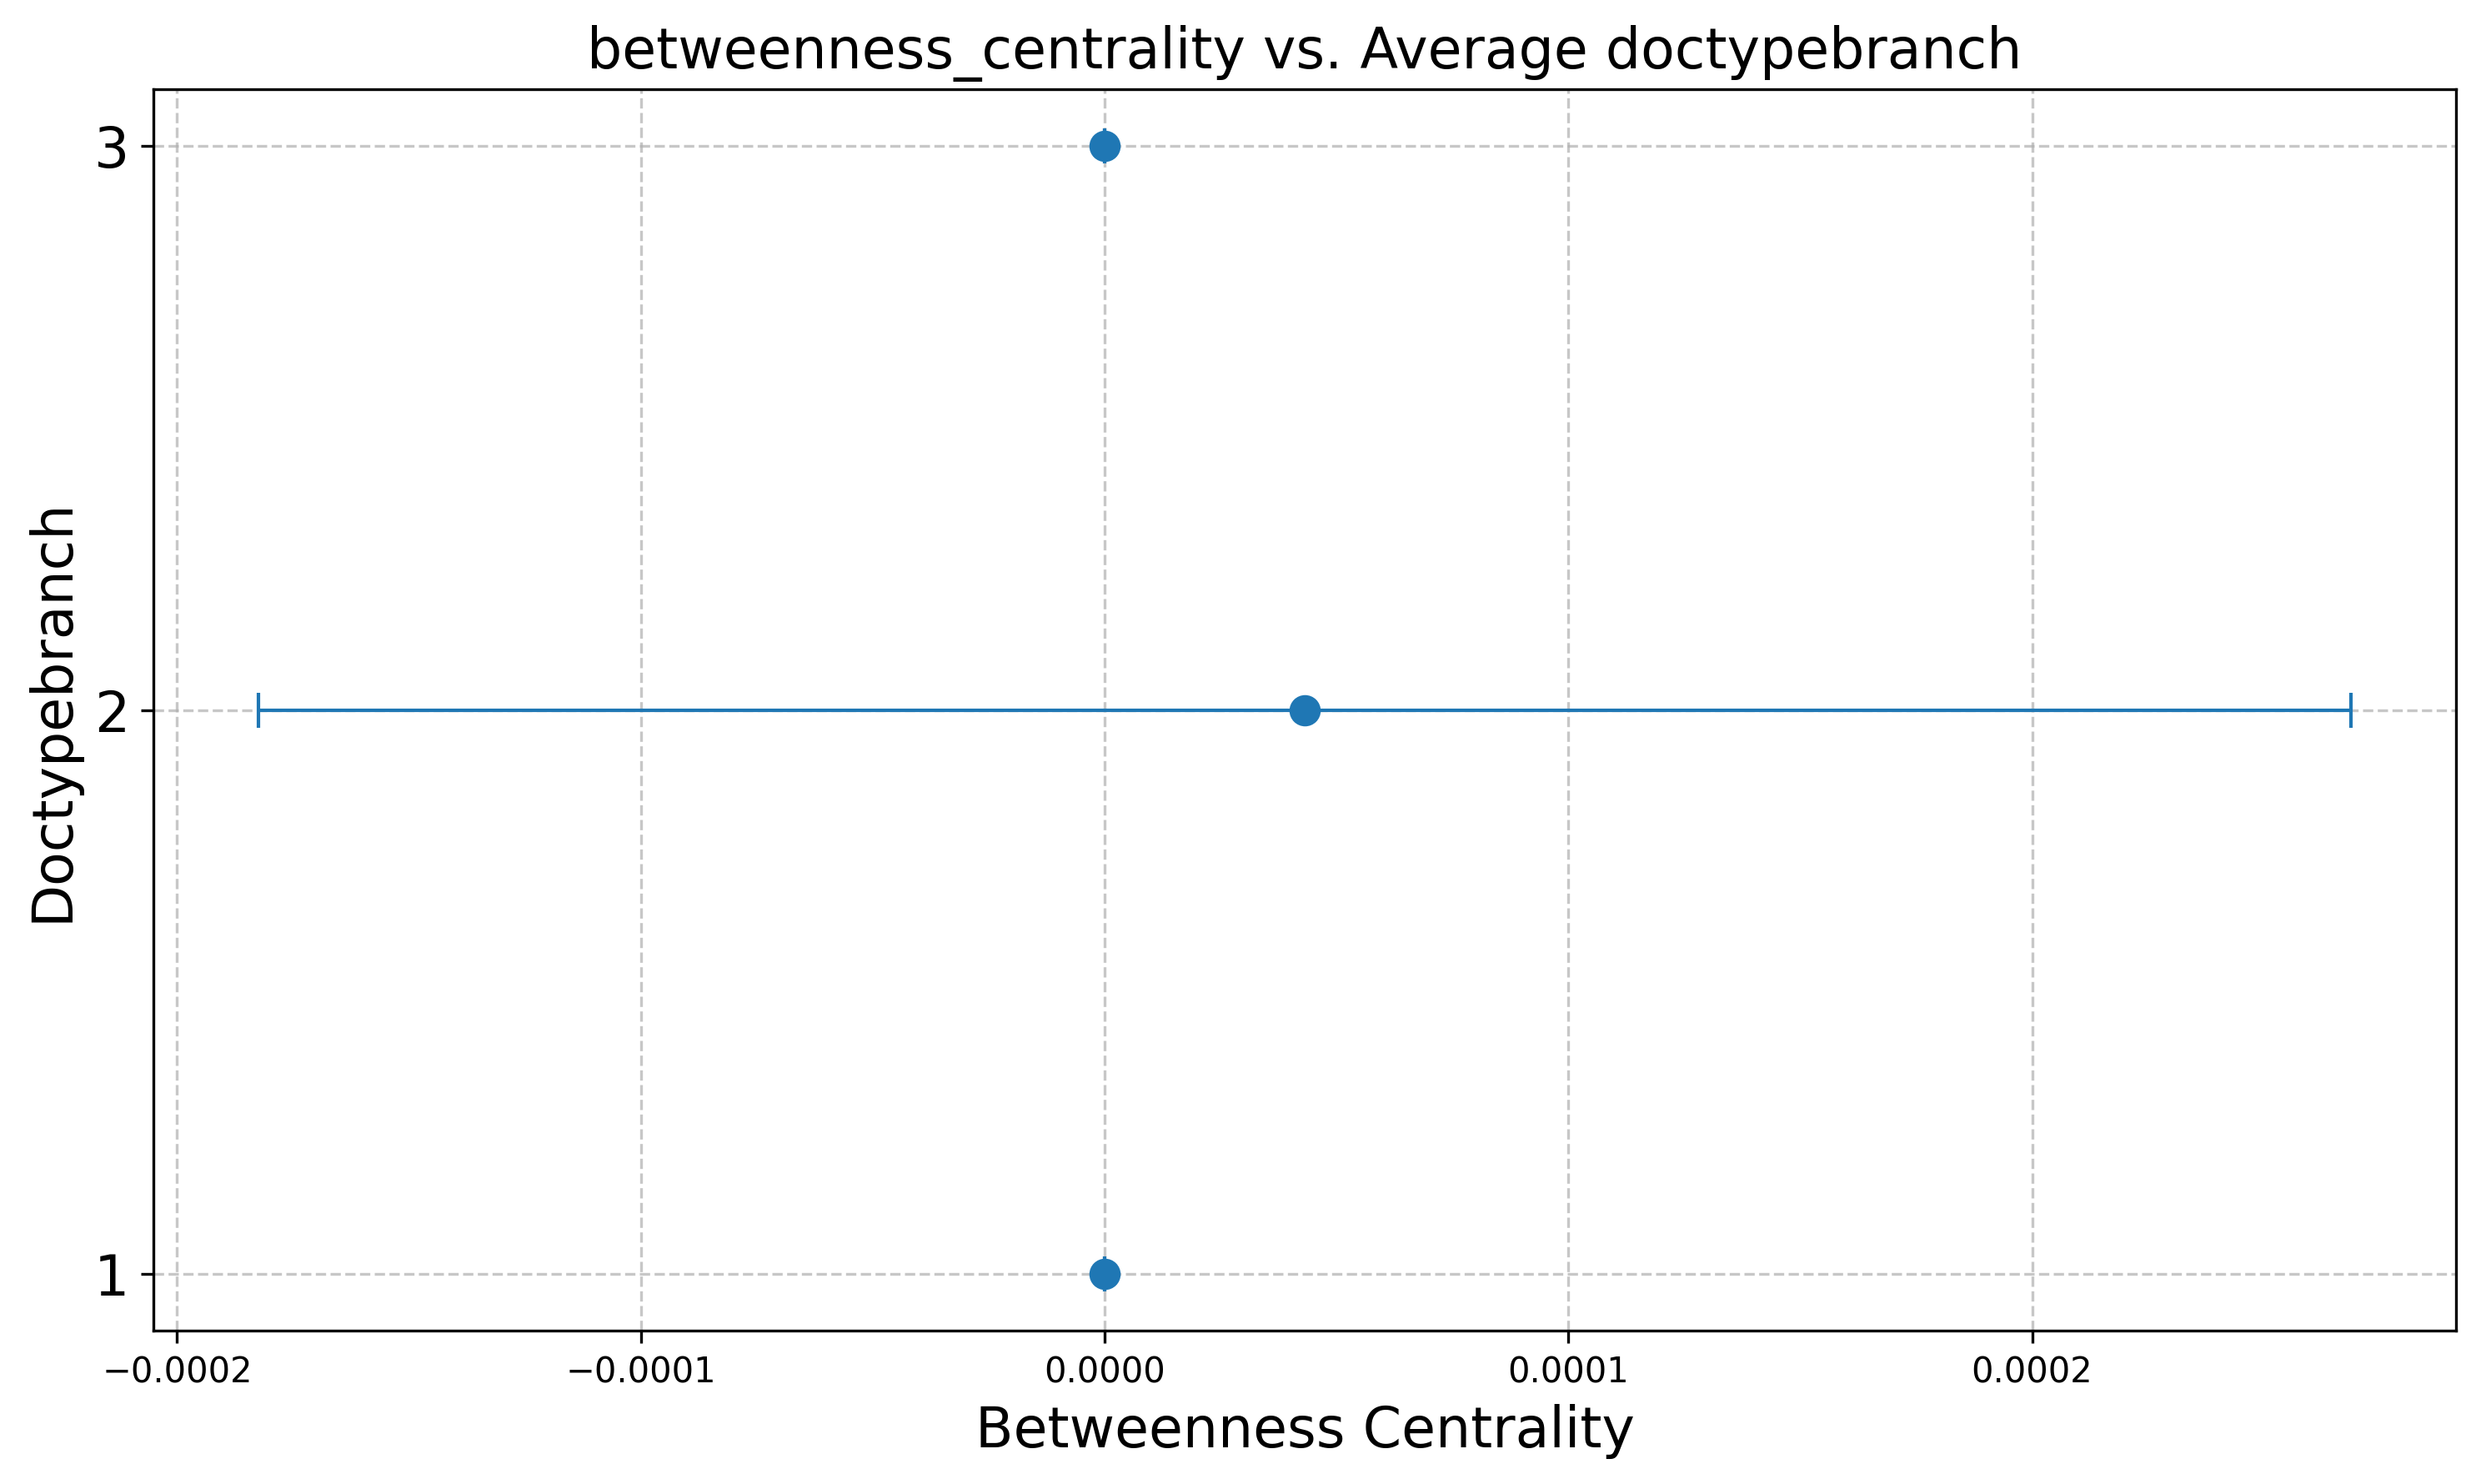 betweenness_centrality vs. Average doctypebranch
3
2
1
Doctypebranch
−0.0002 −0.0001 0.0000 0.0001 0.0002
Betweenness Centrality